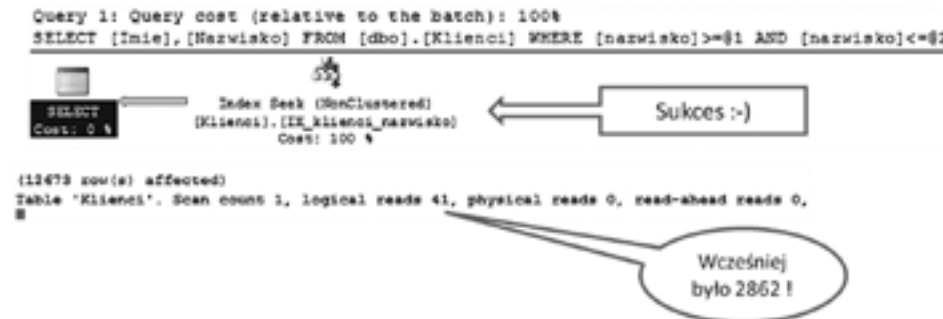 Query 1: Query cost (relative to the batch): 100%
SELECT [Imie],[Nazwisko] FROM [dbo].[Klienci] WHERE [nazwisko]>=@1 AND [nazwisko]<=@2
SELECT
Cost: 0 %
Index Seek (NonClustered)
[Klienci].[IX_klienci_nazwisko]
Cost: 100 %
Sukces :-)
(12673 row(s) affected)
Table 'Klienci'. Scan count 1, logical reads 41, physical reads 0, read-ahead reads 0,
Wcześniej
było 2862 !